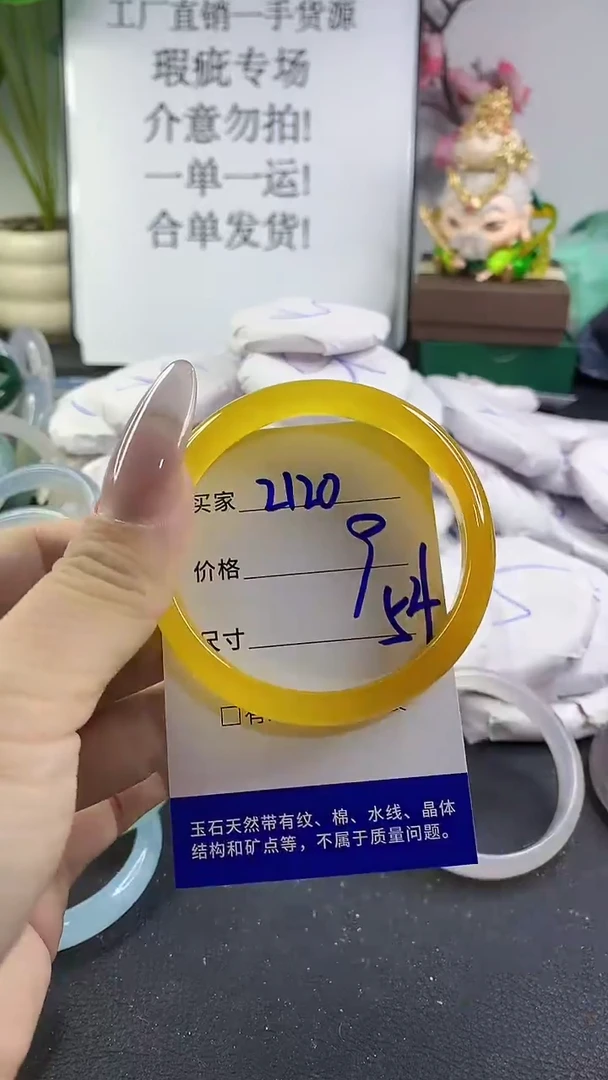 工厂直销一手货源
瑕疵专场
介意勿拍!
一单一运!
合单发货!
买家 2120
价格 9
尺寸 54
□有
玉石天然带有纹、棉、水线、晶体
结构和矿点等，不属于质量问题。